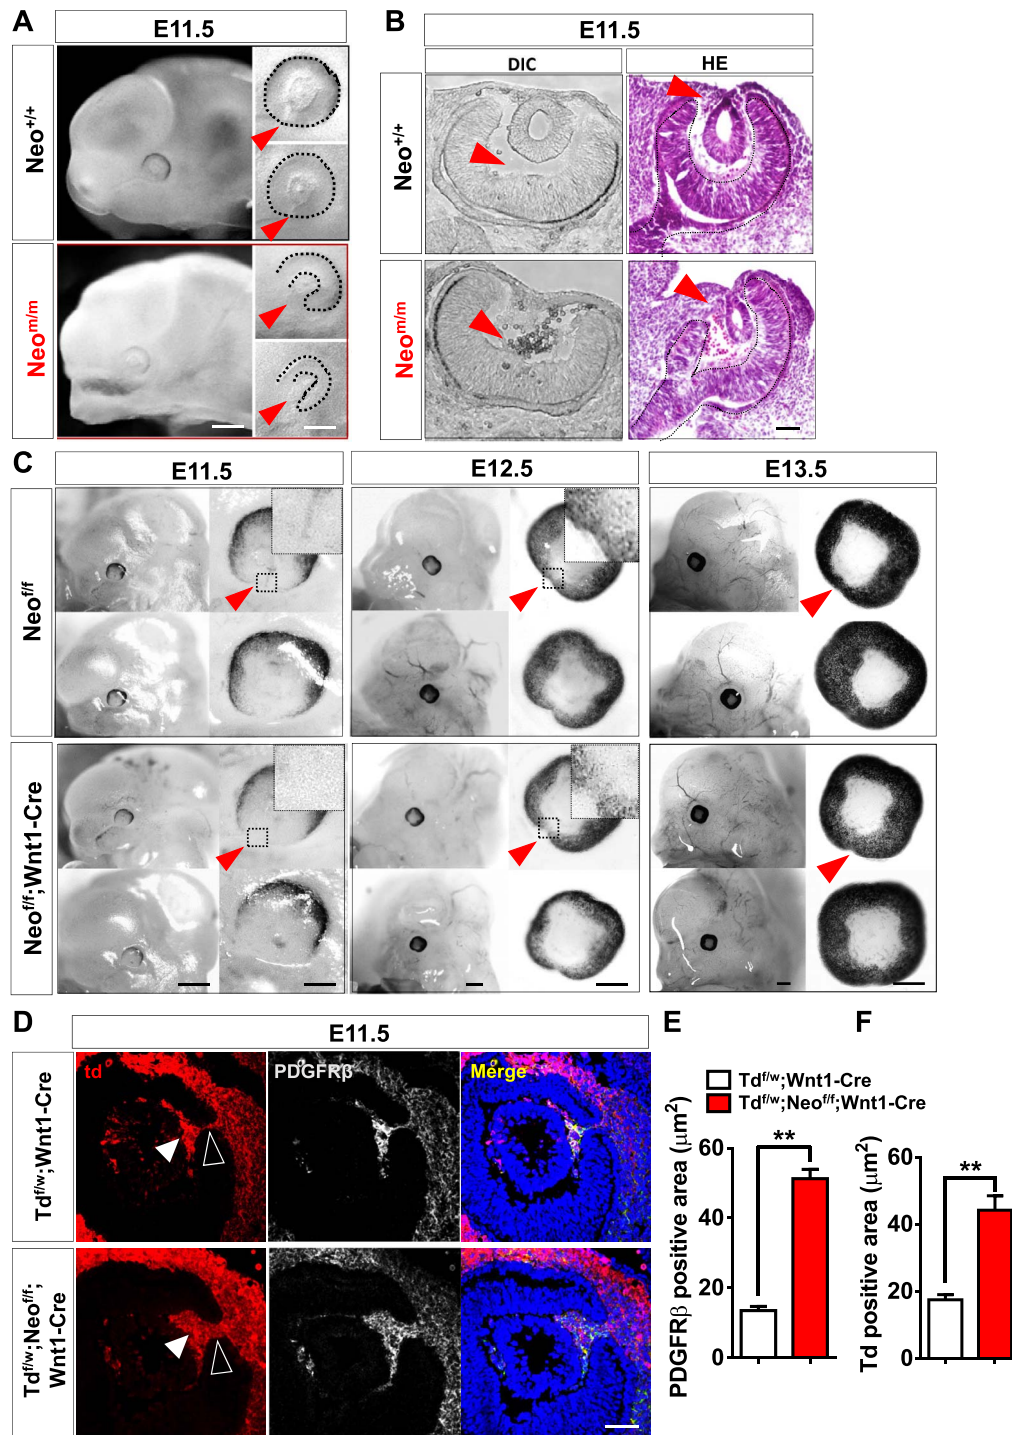 A
E11.5
Neo+/+
Neom/m
B
E11.5
DIC
HE
Neo+/+
Neom/m
C
E11.5
E12.5
E13.5
Neof/f
Neof/f;Wnt1-Cre
D
E11.5
td
PDGFRβ
Merge
Tdf/w;Wnt1-Cre
Tdf/w;Neof/f;
Wnt1-Cre
E
F
Tdf/w;Wnt1-Cre
Tdf/w;Neof/f;Wnt1-Cre
PDGFRβ positive area (μm2)
60
40
20
0
**
Td positive area (μm2)
60
40
20
0
**